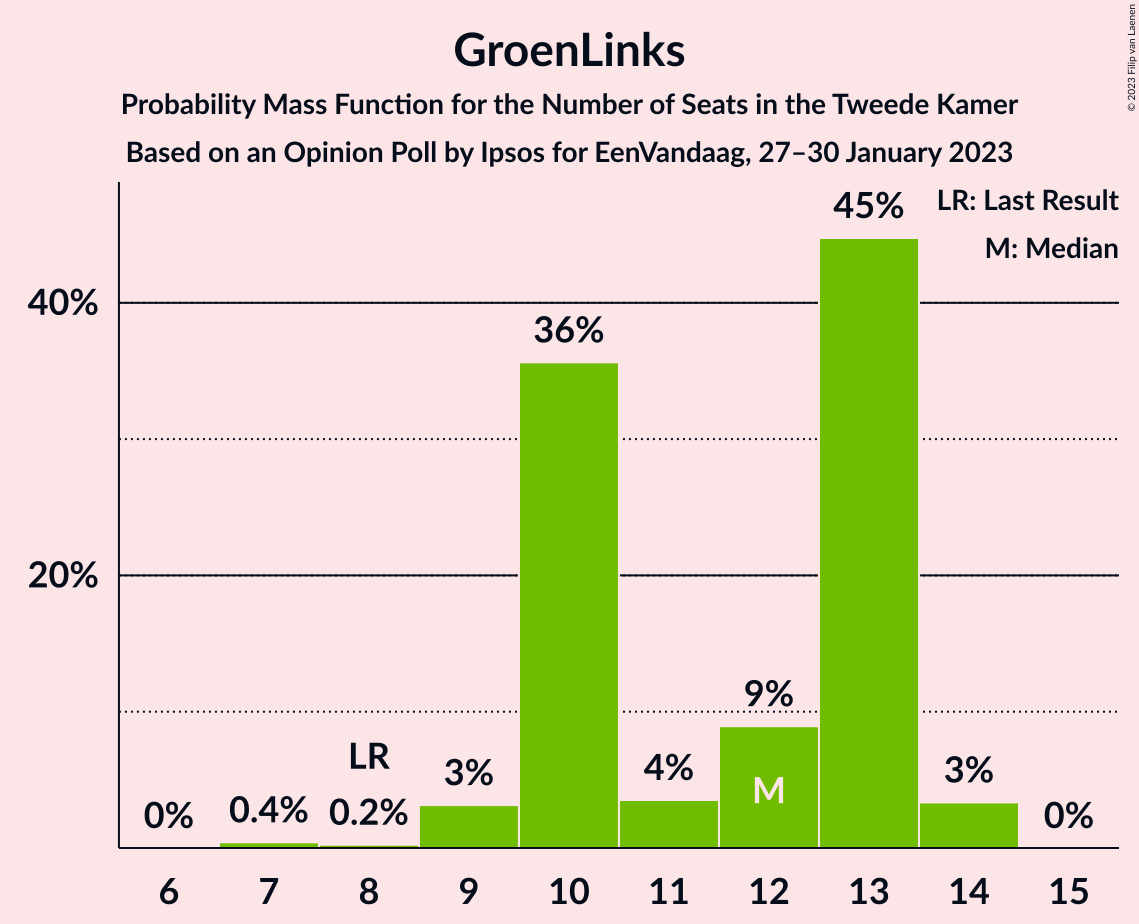 GroenLinks
Probability Mass Function for the Number of Seats in the Tweede Kamer
Based on an Opinion Poll by Ipsos for EenVandaag, 27–30 January 2023
© 2023 Filip van Laenen
LR: Last Result
M: Median
40%
20%
0%
0.4%
LR
0.2%
3%
36%
4%
9%
M
45%
3%
0%
6 7 8 9 10 11 12 13 14 15